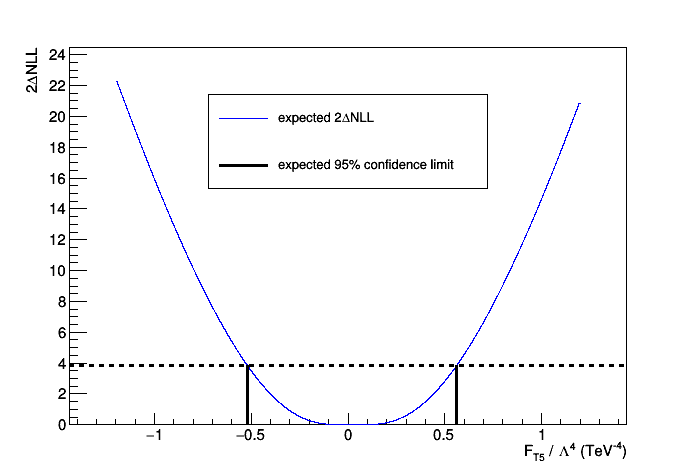 2ΔNLL
24
22
20
18
16
14
12
10
8
6
4
2
0
expected 2ΔNLL
expected 95% confidence limit
−1 −0.5 0 0.5 1
F_T5 / Λ^4 (TeV^-4)